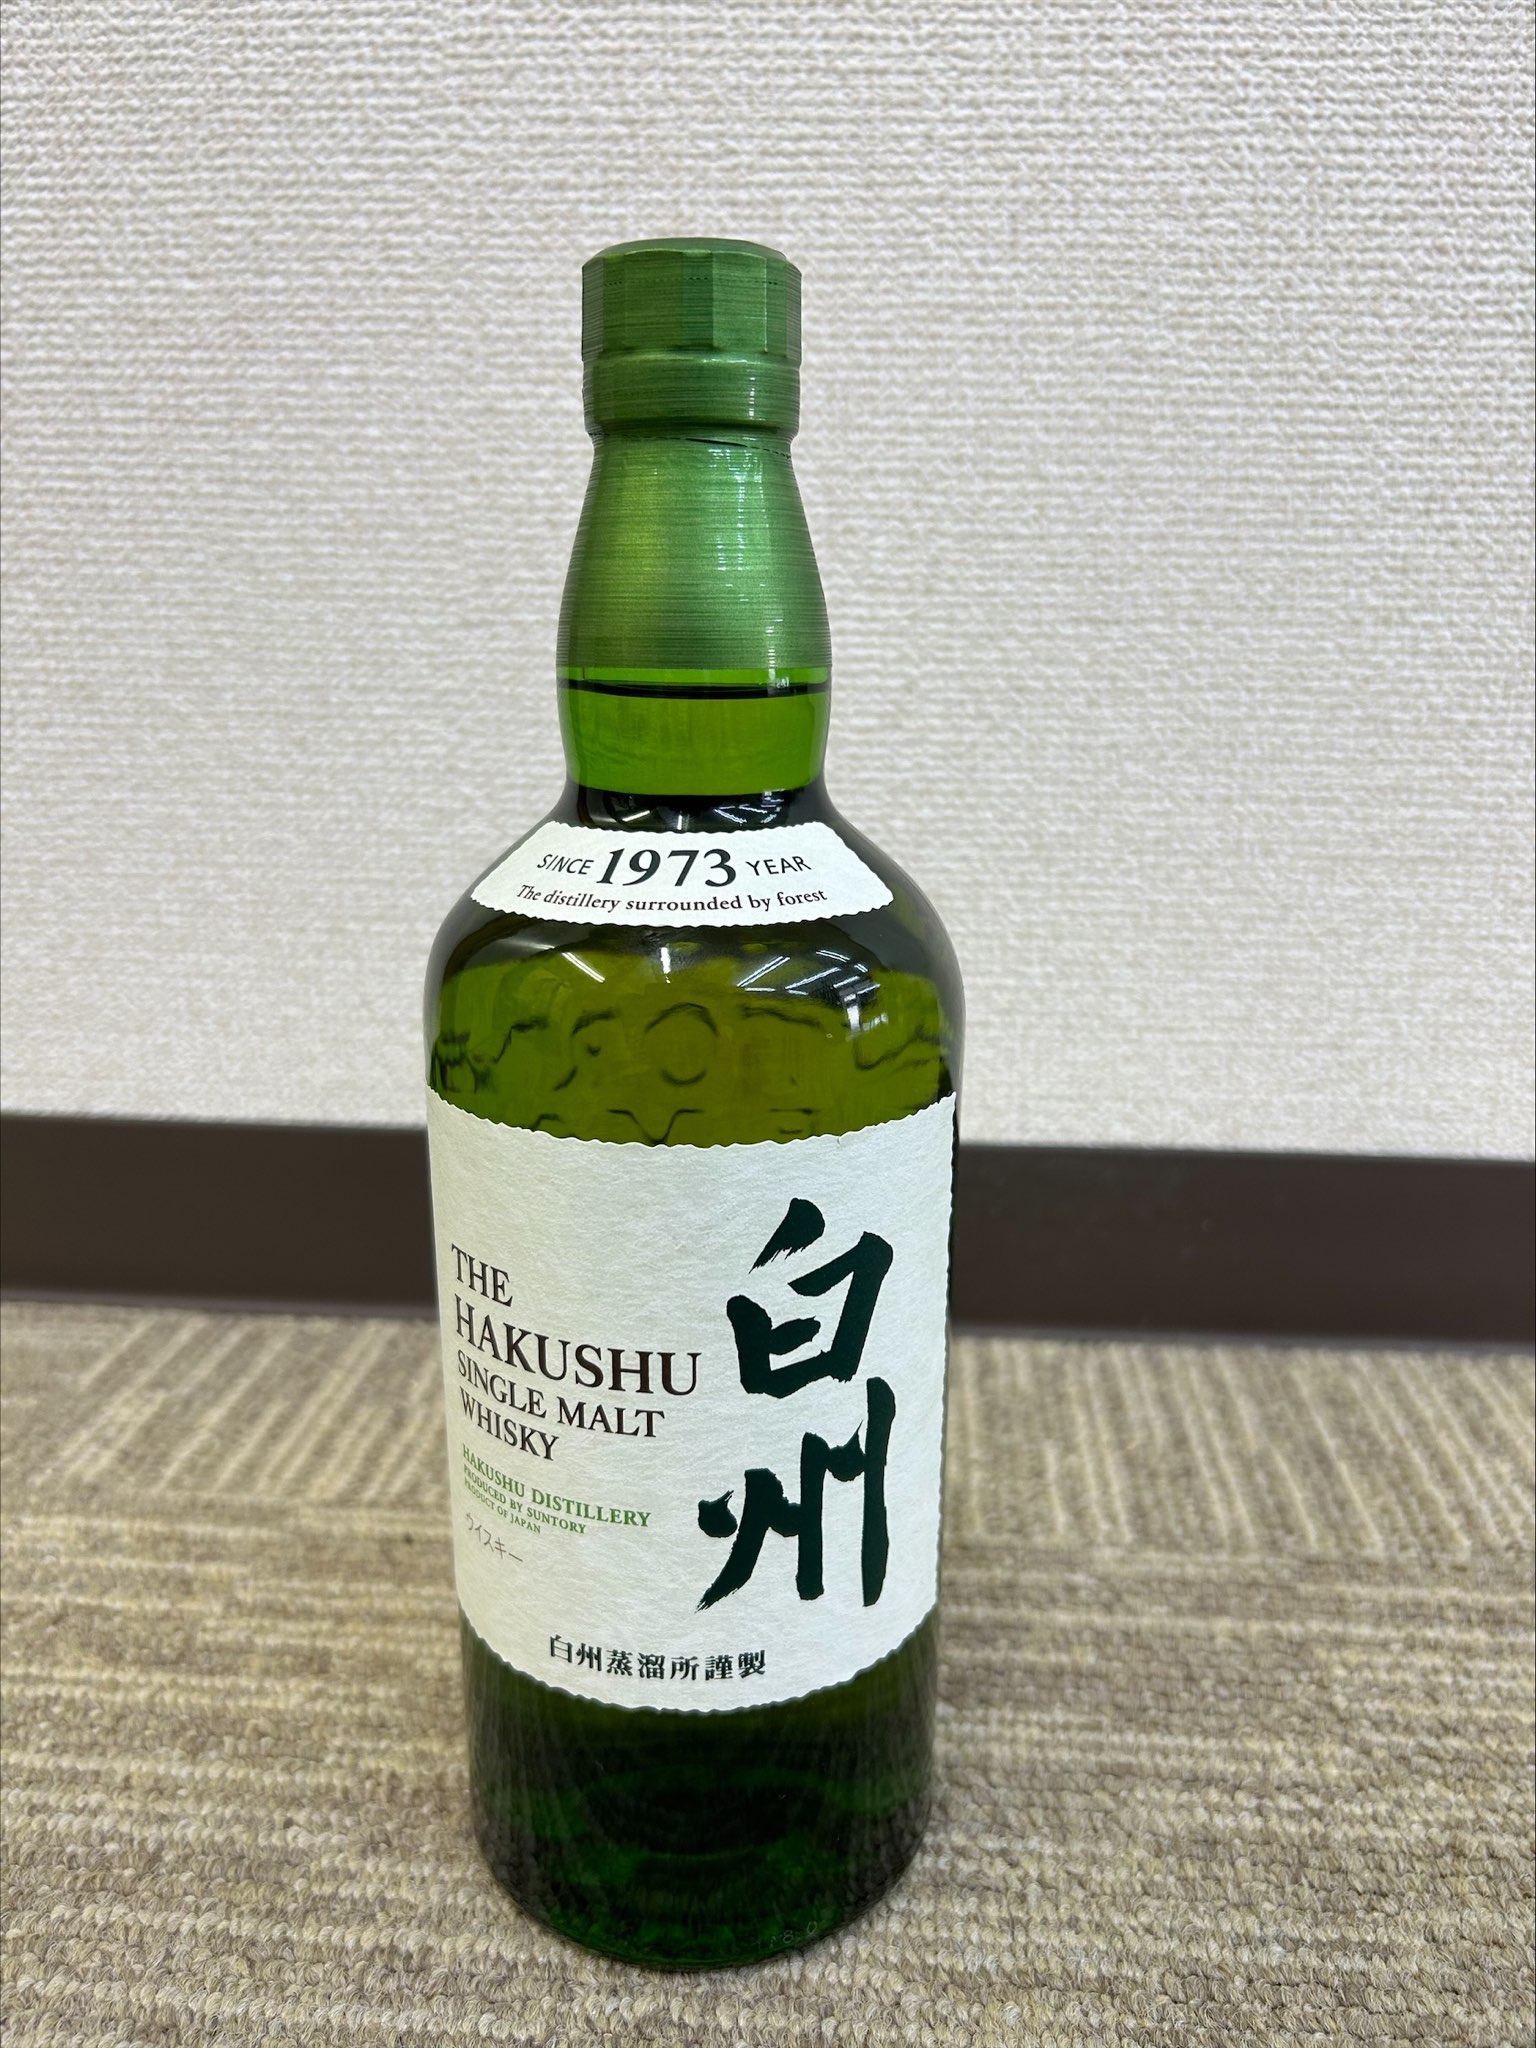 SINCE 1973 YEAR
The distillery surrounded by forest
THE
HAKUSHU
SINGLE MALT
WHISKY
HAKUSHU DISTILLERY
PRODUCED BY SUNTORY
PRODUCT OF JAPAN
ウイスキー
白州
白州蒸溜所謹製